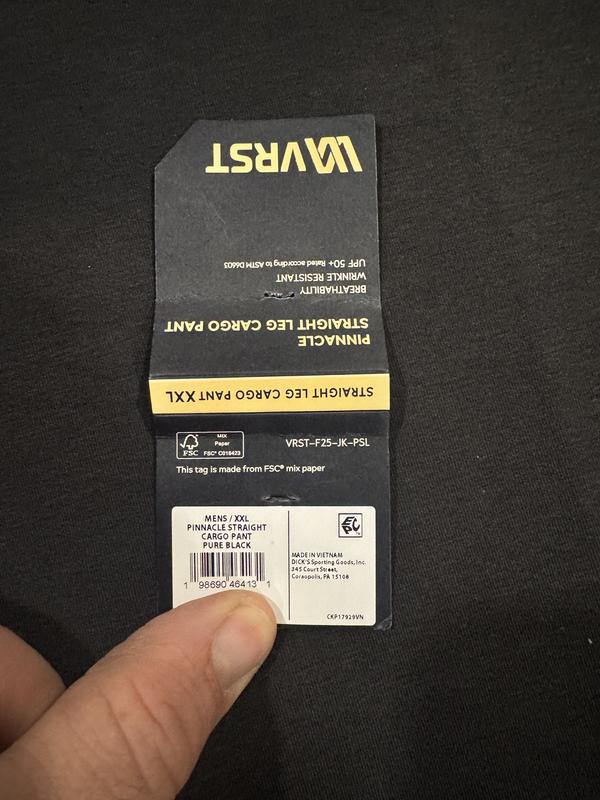 VRST
UPF 50+ Rated according to ASTM D6603
WRINKLE RESISTANT
BREATHABILITY
PINNACLE
STRAIGHT LEG CARGO PANT
STRAIGHT LEG CARGO PANT XXL
MIX
Paper
FSC
FSC® C016423
VRST-F25-JK-PSL
This tag is made from FSC® mix paper
MENS / XXL
PINNACLE STRAIGHT
CARGO PANT
PURE BLACK
1 98690 46413 1
EPC
MADE IN VIETNAM
DICK'S Sporting Goods, Inc.
345 Court Street,
Coraopolis, PA 15108
CKP17929VN